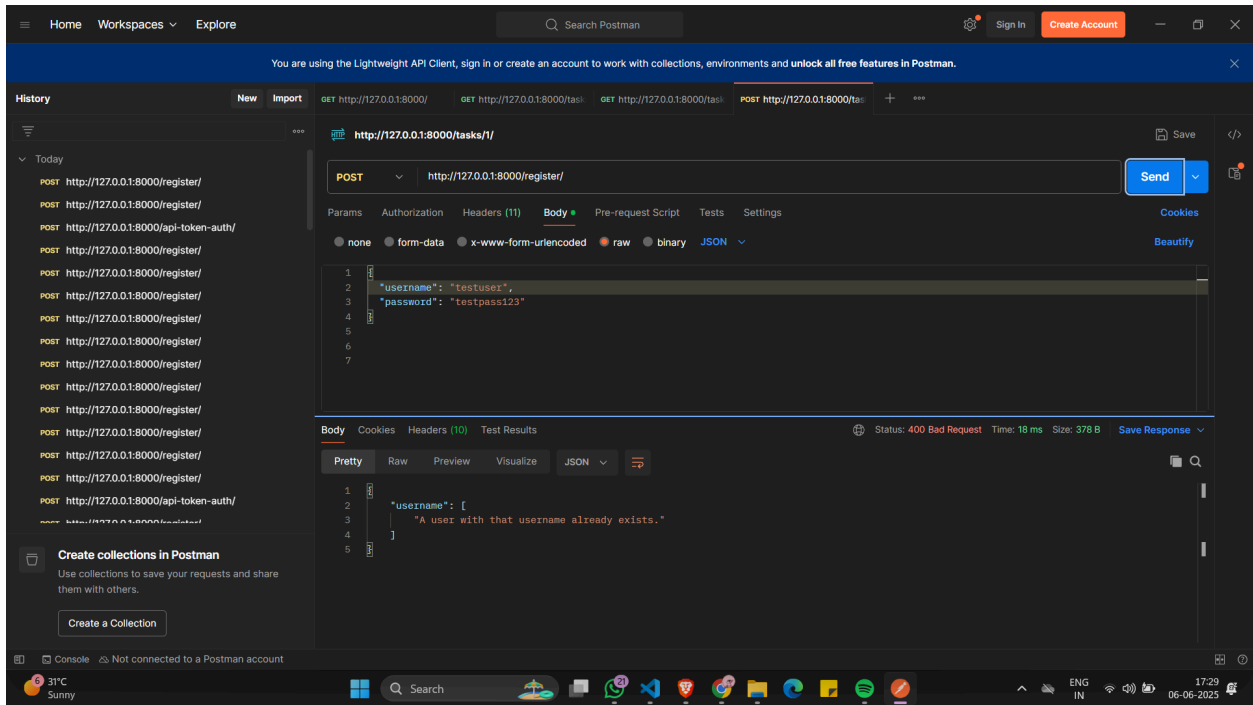 Home Workspaces Explore Search Postman Sign In Create Account
You are using the Lightweight API Client, sign in or create an account to work with collections, environments and unlock all free features in Postman.
History New Import GET http://127.0.0.1:8000/ GET http://127.0.0.1:8000/task GET http://127.0.0.1:8000/task POST http://127.0.0.1:8000/tas
HTTP http://127.0.0.1:8000/tasks/1/ Save
Today
POST http://127.0.0.1:8000/register/
POST http://127.0.0.1:8000/register/
POST http://127.0.0.1:8000/api-token-auth/
POST http://127.0.0.1:8000/register/
POST http://127.0.0.1:8000/register/
POST http://127.0.0.1:8000/register/
POST http://127.0.0.1:8000/register/
POST http://127.0.0.1:8000/register/
POST http://127.0.0.1:8000/register/
POST http://127.0.0.1:8000/register/
POST http://127.0.0.1:8000/register/
POST http://127.0.0.1:8000/register/
POST http://127.0.0.1:8000/register/
POST http://127.0.0.1:8000/register/
POST http://127.0.0.1:8000/api-token-auth/
POST http://127.0.0.1:8000/register/
Create collections in Postman
Use collections to save your requests and share
them with others.
Create a Collection
POST http://127.0.0.1:8000/register/ Send
Params Authorization Headers (11) Body Pre-request Script Tests Settings Cookies
none form-data x-www-form-urlencoded raw binary JSON Beautify
1 {
2 "username": "testuser",
3 "password": "testpass123"
4 }
5
6
7
Body Cookies Headers (10) Test Results Status: 400 Bad Request Time: 18 ms Size: 378 B Save Response
Pretty Raw Preview Visualize JSON
1 {
2 "username": [
3 "A user with that username already exists."
4 ]
5 }
Console Not connected to a Postman account
6 31°C
Sunny
Search
21
ENG
IN
17:29
06-06-2025